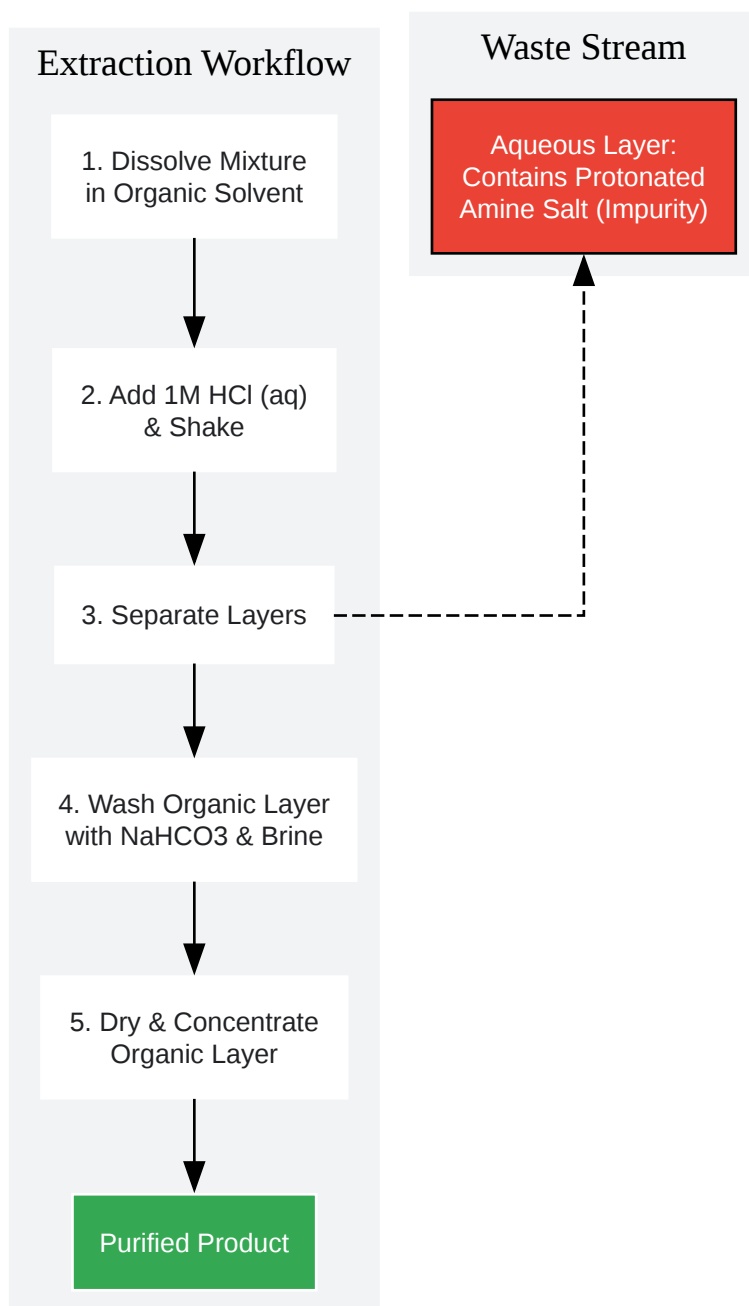 Extraction Workflow
1. Dissolve Mixture
in Organic Solvent
2. Add 1M HCl (aq)
& Shake
3. Separate Layers
4. Wash Organic Layer
with NaHCO3 & Brine
5. Dry & Concentrate
Organic Layer
Purified Product
Waste Stream
Aqueous Layer:
Contains Protonated
Amine Salt (Impurity)